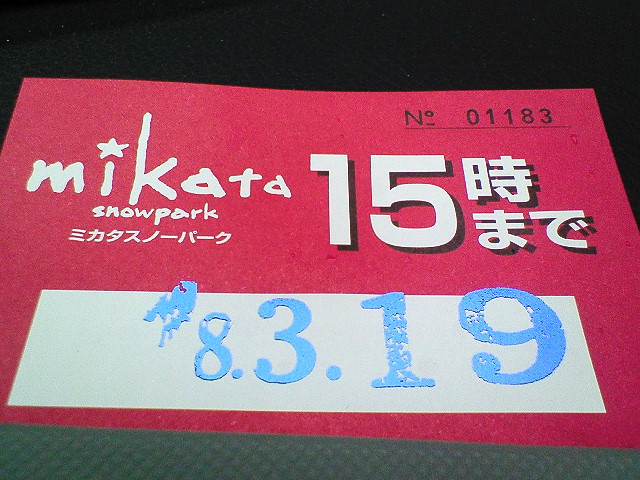 No 01183
mikata
snowpark
ミカタスノーパーク
15時まで
8.3.19